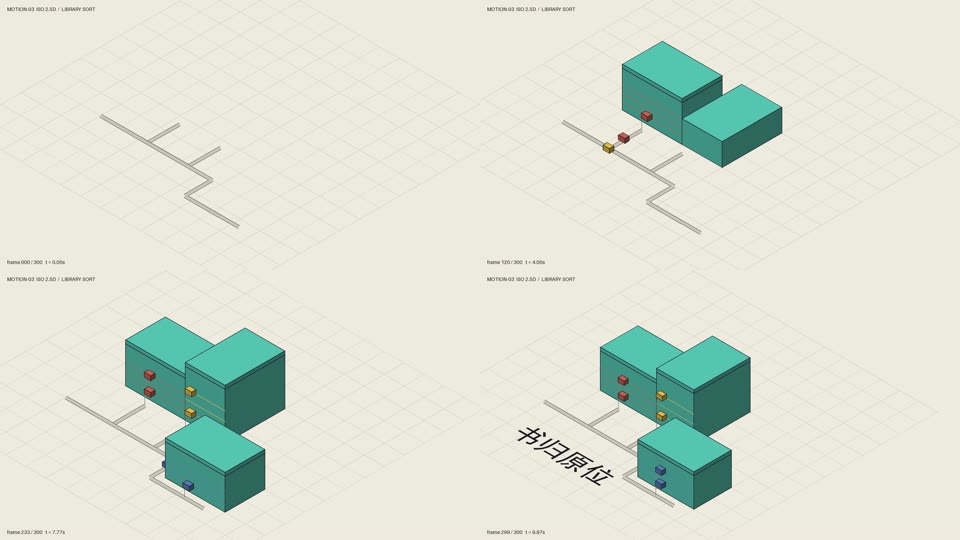 MOTION-03 ISO 2.5D / LIBRARY SORT
MOTION-03 ISO 2.5D / LIBRARY SORT
frame 000 / 300 t = 0.00s
frame 120 / 300 t = 4.00s
MOTION-03 ISO 2.5D / LIBRARY SORT
MOTION-03 ISO 2.5D / LIBRARY SORT
书归原位
frame 233 / 300 t = 7.77s
frame 299 / 300 t = 9.97s